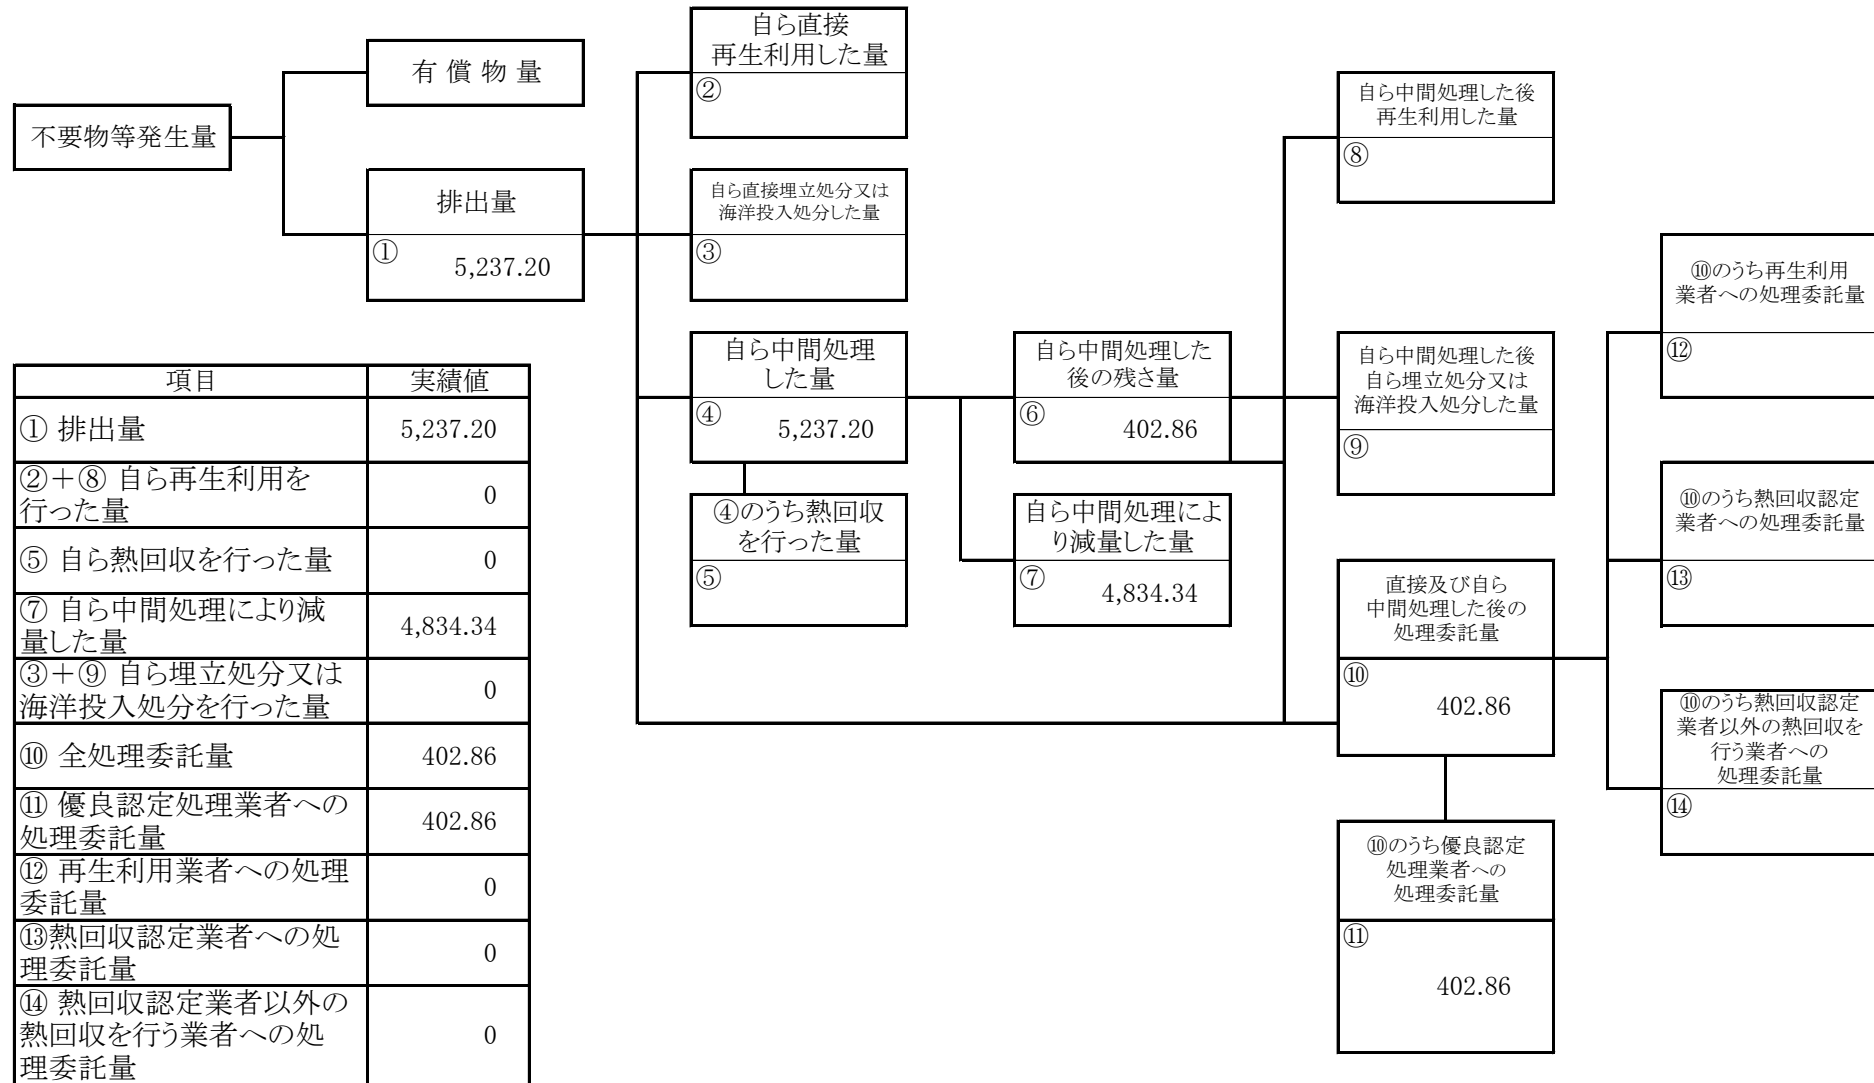 不要物等発生量
有 償 物 量
排出量
①
5,237.20
自ら直接
再生利用した量
②
自ら直接埋立処分又は
海洋投入処分した量
③
自ら中間処理
した量
④
5,237.20
④のうち熱回収
を行った量
⑤
自ら中間処理した
後の残さ量
⑥
402.86
自ら中間処理によ
り減量した量
⑦
4,834.34
自ら中間処理した後
再生利用した量
⑧
自ら中間処理した後
自ら埋立処分又は
海洋投入処分した量
⑨
直接及び自ら
中間処理した後の
処理委託量
⑩
402.86
⑩のうち優良認定
処理業者への
処理委託量
⑪
402.86
⑩のうち再生利用
業者への処理委託量
⑫
⑩のうち熱回収認定
業者への処理委託量
⑬
⑩のうち熱回収認定
業者以外の熱回収を
行う業者への
処理委託量
⑭
項目 実績値
① 排出量 5,237.20
②+⑧ 自ら再生利用を
行った量 0
⑤ 自ら熱回収を行った量 0
⑦ 自ら中間処理により減
量した量 4,834.34
③+⑨ 自ら埋立処分又は
海洋投入処分を行った量 0
⑩ 全処理委託量 402.86
⑪ 優良認定処理業者への
処理委託量 402.86
⑫ 再生利用業者への処理
委託量 0
⑬熱回収認定業者への処
理委託量 0
⑭ 熱回収認定業者以外の
熱回収を行う業者への処
理委託量 0